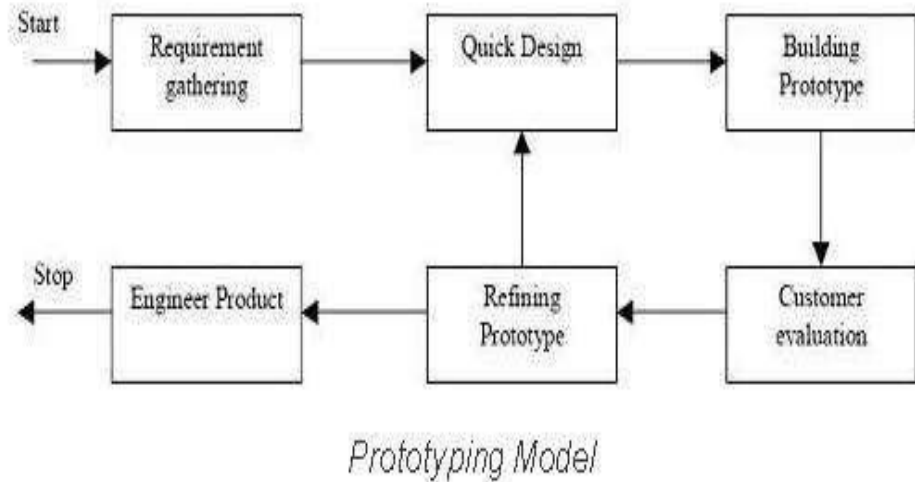 Start
Requirement
gathering
Quick Design
Building
Prototype
Stop
Engineer Product
Refining
Prototype
Customer
evaluation
Prototyping Model